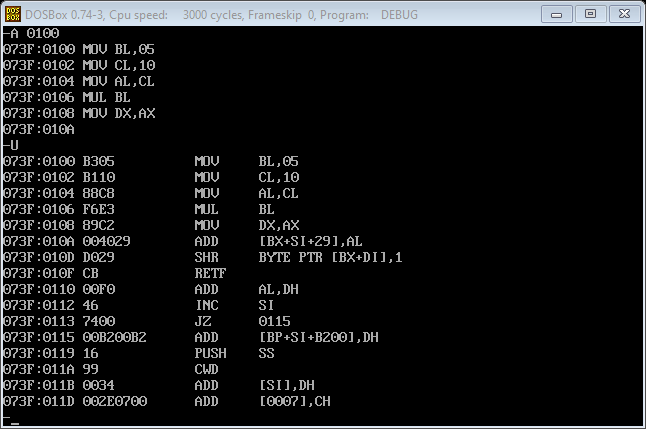 DOS
BOX
DOSBox 0.74-3, Cpu speed:    3000 cycles, Frameskip  0, Program:    DEBUG
-A 0100
073F:0100 MOV BL,05
073F:0102 MOV CL,10
073F:0104 MOV AL,CL
073F:0106 MUL BL
073F:0108 MOV DX,AX
073F:010A
-U
073F:0100 B305          MOV     BL,05
073F:0102 B110          MOV     CL,10
073F:0104 88C8          MOV     AL,CL
073F:0106 F6E3          MUL     BL
073F:0108 89C2          MOV     DX,AX
073F:010A 004029        ADD     [BX+SI+29],AL
073F:010D D029          SHR     BYTE PTR [BX+DI],1
073F:010F CB            RETF
073F:0110 00F0          ADD     AL,DH
073F:0112 46            INC     SI
073F:0113 7400          JZ      0115
073F:0115 00B200B2      ADD     [BP+SI+B200],DH
073F:0119 16            PUSH    SS
073F:011A 99            CWD
073F:011B 0034          ADD     [SI],DH
073F:011D 002E0700      ADD     [0007],CH
-_